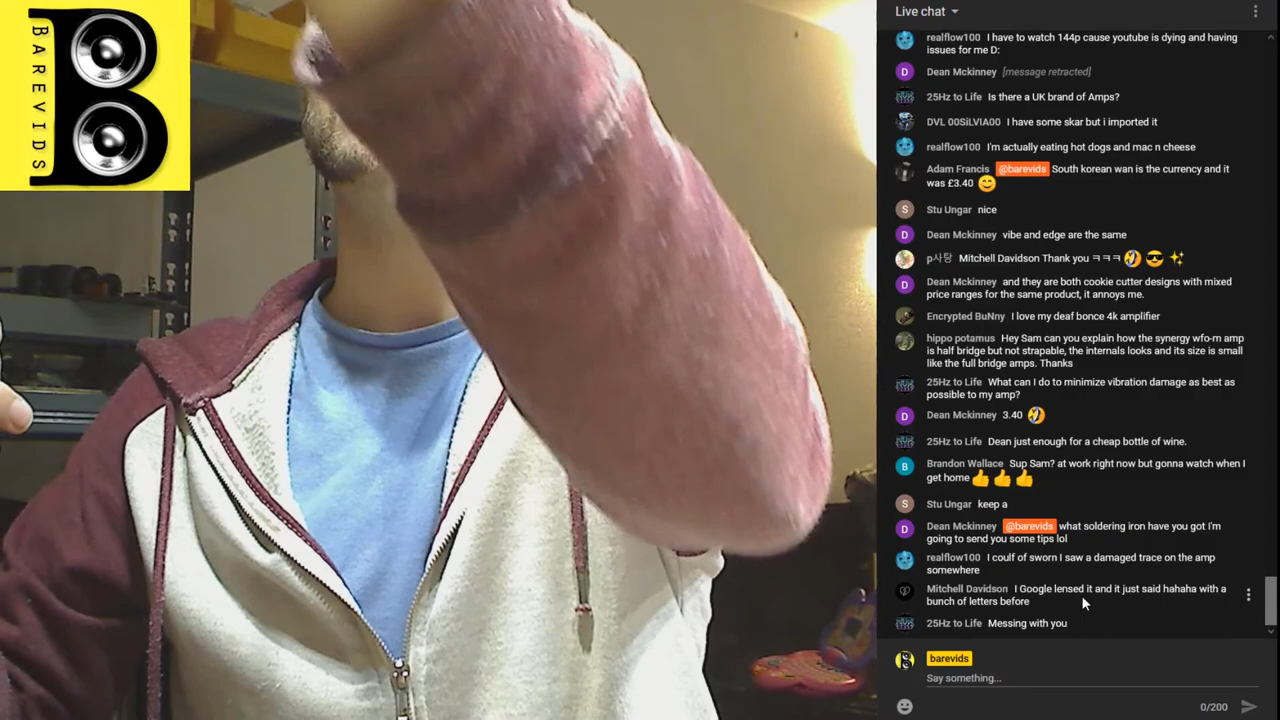 BAREVIDS
Live chat
realflow100 I have to watch 144p cause youtube is dying and having
issues for me D:
D Dean Mckinney [message retracted]
25Hz to Life Is there a UK brand of Amps?
DVL 00SiLVIA00 I have some skar but i imported it
realflow100 I'm actually eating hot dogs and mac n cheese
Adam Francis @barevids South korean wan is the currency and it
was £3.40 😊
S Stu Ungar nice
D Dean Mckinney vibe and edge are the same
p사탕 Mitchell Davidson Thank you ㅋㅋㅋ🤣 😎 ✨
D Dean Mckinney and they are both cookie cutter designs with mixed
price ranges for the same product, it annoys me.
Encrypted BuNny I love my deaf bonce 4k amplifier
hippo potamus Hey Sam can you explain how the synergy wfo-m amp
is half bridge but not strapable, the internals looks and its size is small
like the full bridge amps. Thanks
25Hz to Life What can I do to minimize vibration damage as best as
possible to my amp?
D Dean Mckinney 3.40 🤣
25Hz to Life Dean just enough for a cheap bottle of wine.
B Brandon Wallace Sup Sam? at work right now but gonna watch when I
get home👍👍👍
S Stu Ungar keep a
D Dean Mckinney @barevids what soldering iron have you got I'm
going to send you some tips lol
realflow100 I coulf of sworn I saw a damaged trace on the amp
somewhere
Mitchell Davidson I Google lensed it and it just said hahaha with a
bunch of letters before
25Hz to Life Messing with you
barevids
Say something...
0/200